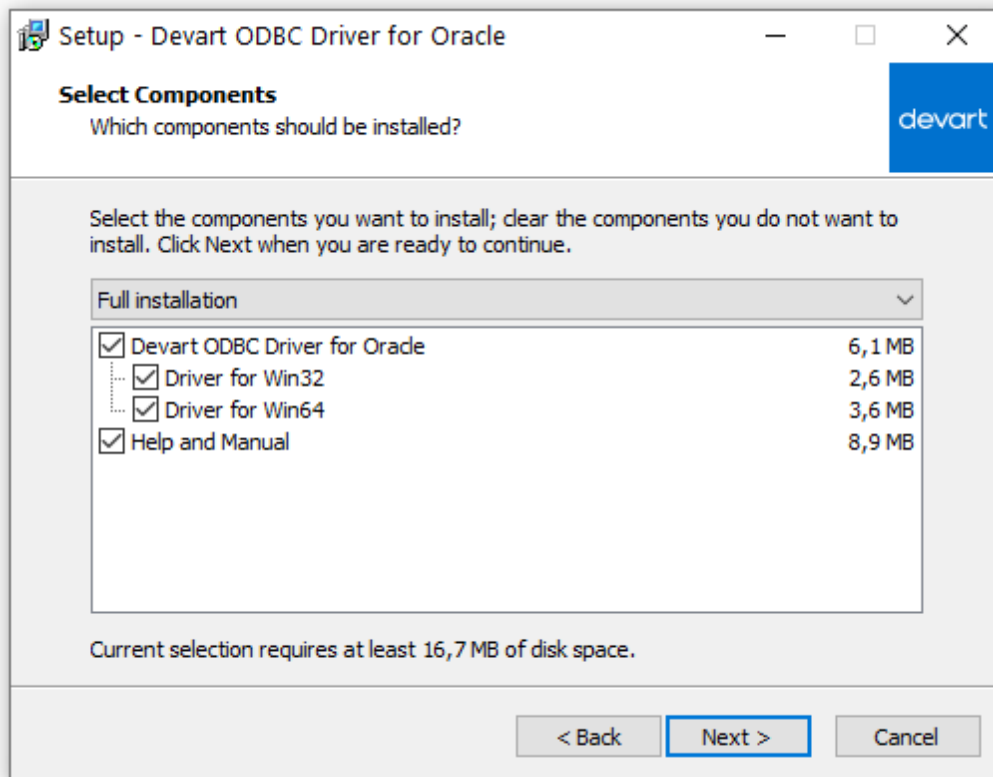 Setup - Devart ODBC Driver for Oracle
Select Components
Which components should be installed?
devart
Select the components you want to install; clear the components you do not want to
install. Click Next when you are ready to continue.
Full installation
Devart ODBC Driver for Oracle 6,1 MB
Driver for Win32 2,6 MB
Driver for Win64 3,6 MB
Help and Manual 8,9 MB
Current selection requires at least 16,7 MB of disk space.
< Back Next > Cancel